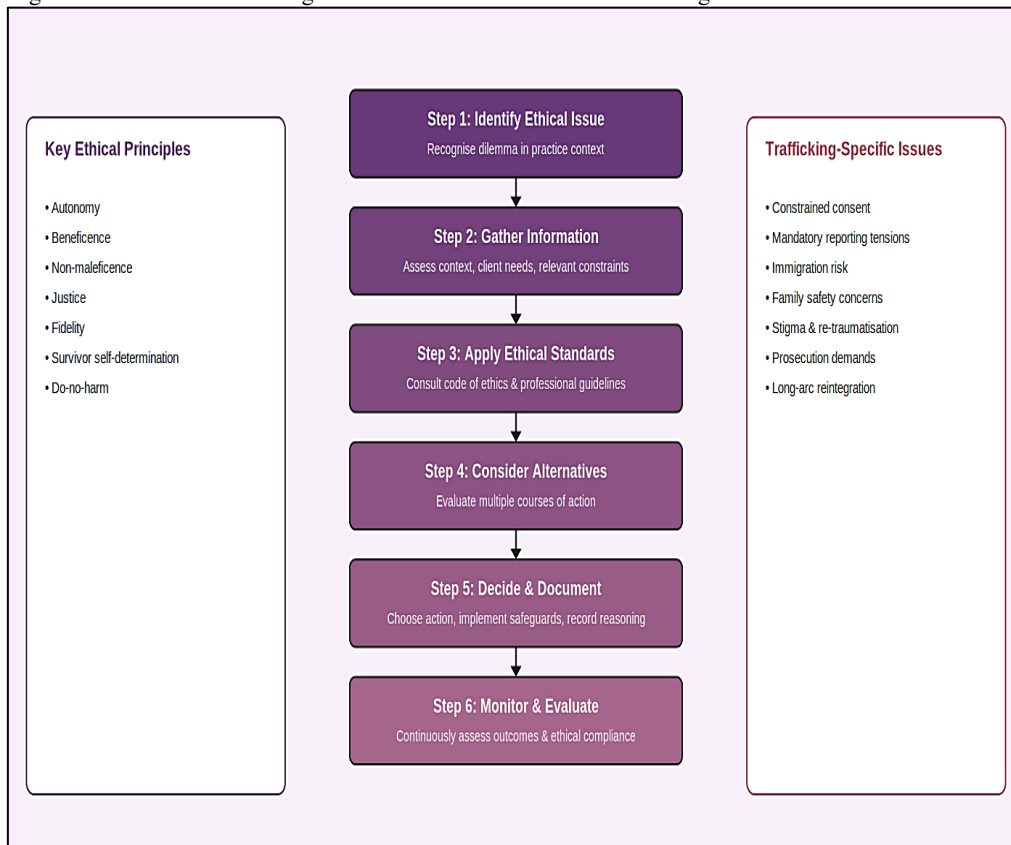 Key Ethical Principles
• Autonomy
• Beneficence
• Non-maleficence
• Justice
• Fidelity
• Survivor self-determination
• Do-no-harm
Step 1: Identify Ethical Issue
Recognise dilemma in practice context
Step 2: Gather Information
Assess context, client needs, relevant constraints
Step 3: Apply Ethical Standards
Consult code of ethics & professional guidelines
Step 4: Consider Alternatives
Evaluate multiple courses of action
Step 5: Decide & Document
Choose action, implement safeguards, record reasoning
Step 6: Monitor & Evaluate
Continuously assess outcomes & ethical compliance
Trafficking-Specific Issues
• Constrained consent
• Mandatory reporting tensions
• Immigration risk
• Family safety concerns
• Stigma & re-traumatisation
• Prosecution demands
• Long-arc reintegration